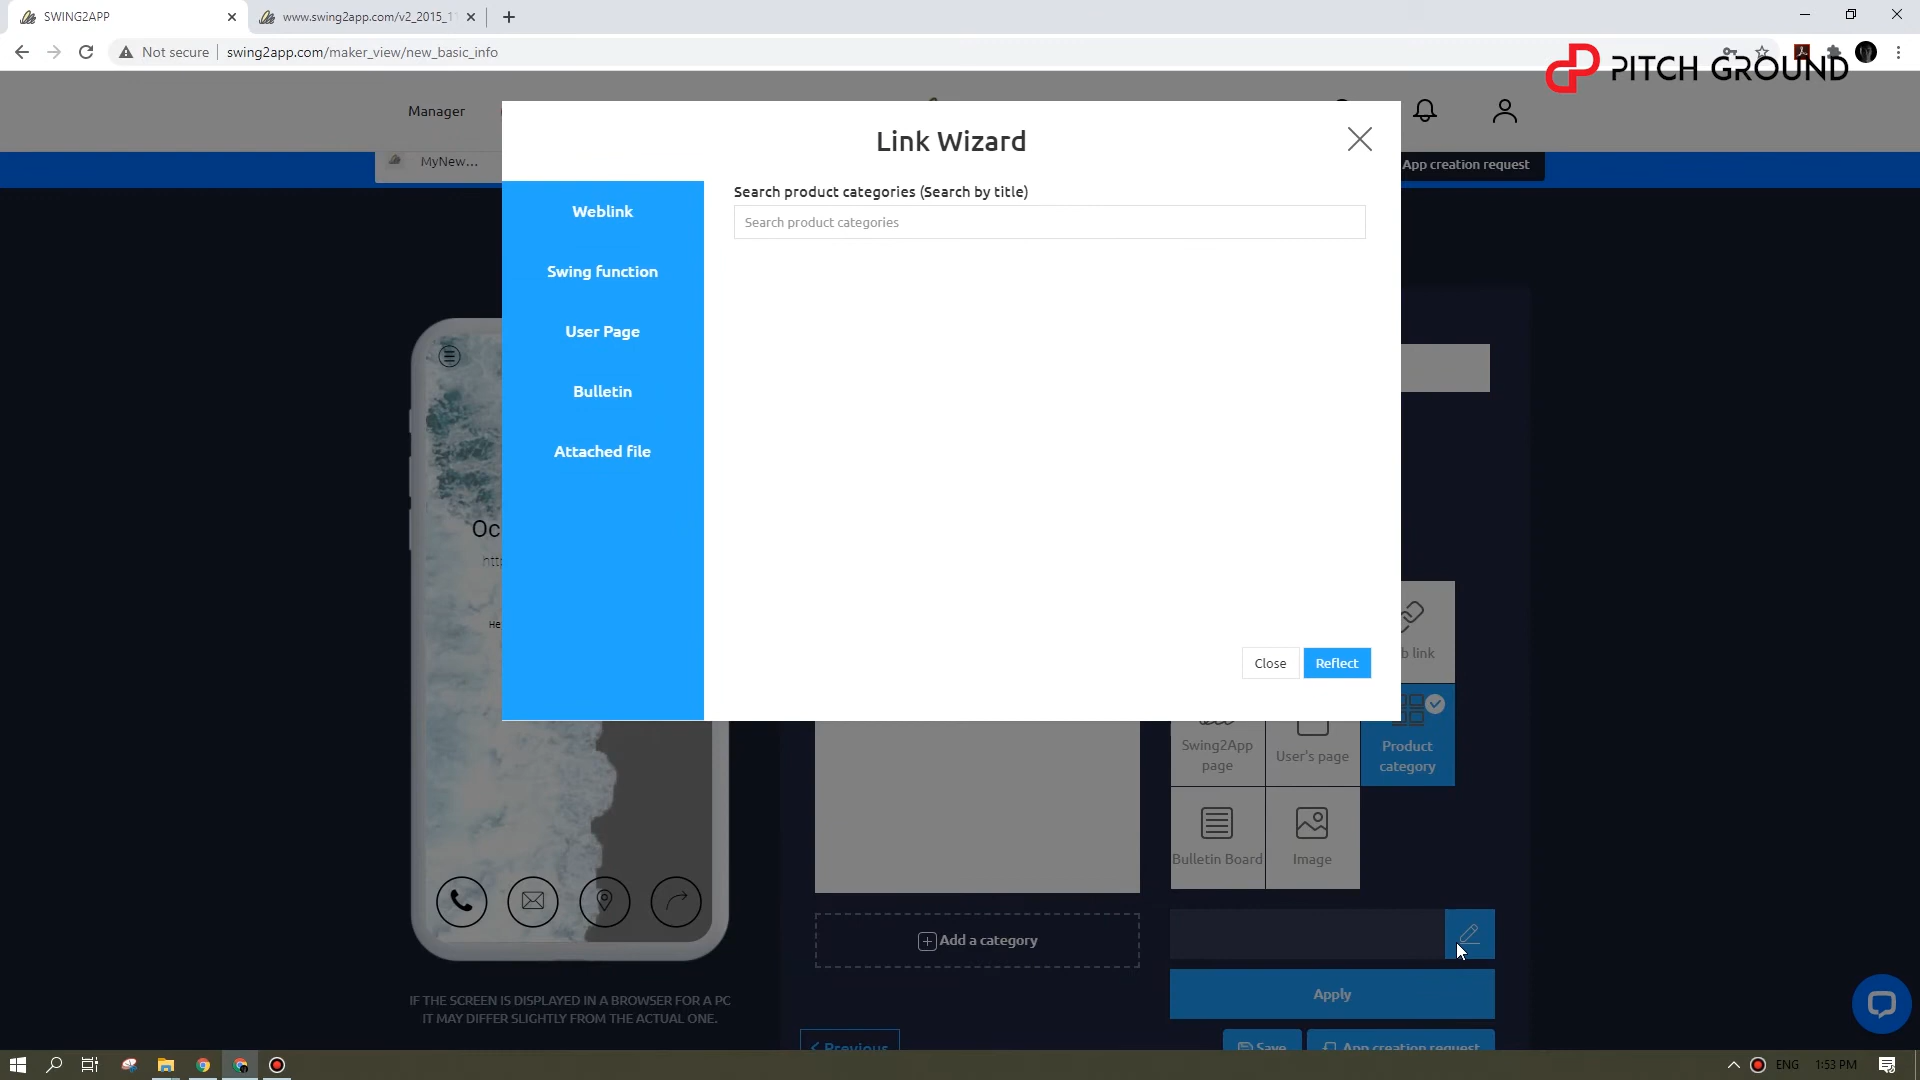 SWING2APP
www.swing2app.com/v2_2015_1
Not secure
swing2app.com/maker_view/new_basic_info
PITCH GROUND
Manager
MyNew...
App creation request
Link Wizard
Weblink
Swing function
User Page
Bulletin
Attached file
Search product categories (Search by title)
Search product categories
Close
Reflect
Oc
htt
He
link
Swing2App
page
User's page
Product
category
Bulletin Board
Image
Add a category
Apply
IF THE SCREEN IS DISPLAYED IN A BROWSER FOR A PC
IT MAY DIFFER SLIGHTLY FROM THE ACTUAL ONE.
< Previous
Save
App creation request
ENG
1:53 PM